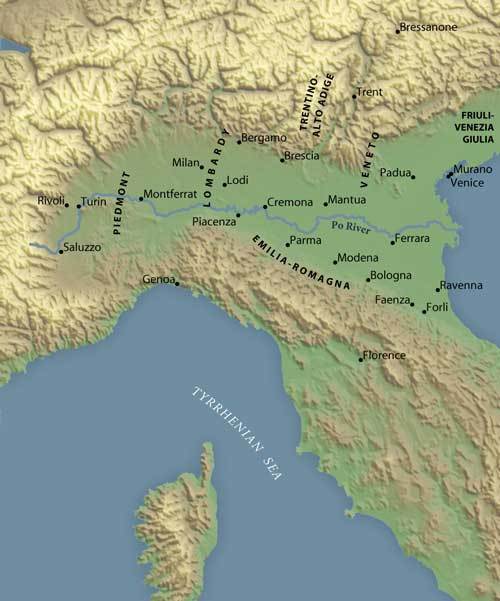 Bressanone
Trent
TRENTINO-
ALTO ADIGE
FRIULI-
VENEZIA
GIULIA
Bergamo
Brescia
Milan
LOMBARDY
VENETO
Lodi
Padua
Murano
Venice
Rivoli
Turin
PIEDMONT
Montferrat
Cremona
Mantua
Piacenza
Po River
Saluzzo
Parma
Ferrara
EMILIA-ROMAGNA
Modena
Genoa
Bologna
Ravenna
Faenza
Forlì
Florence
TYRRHENIAN SEA